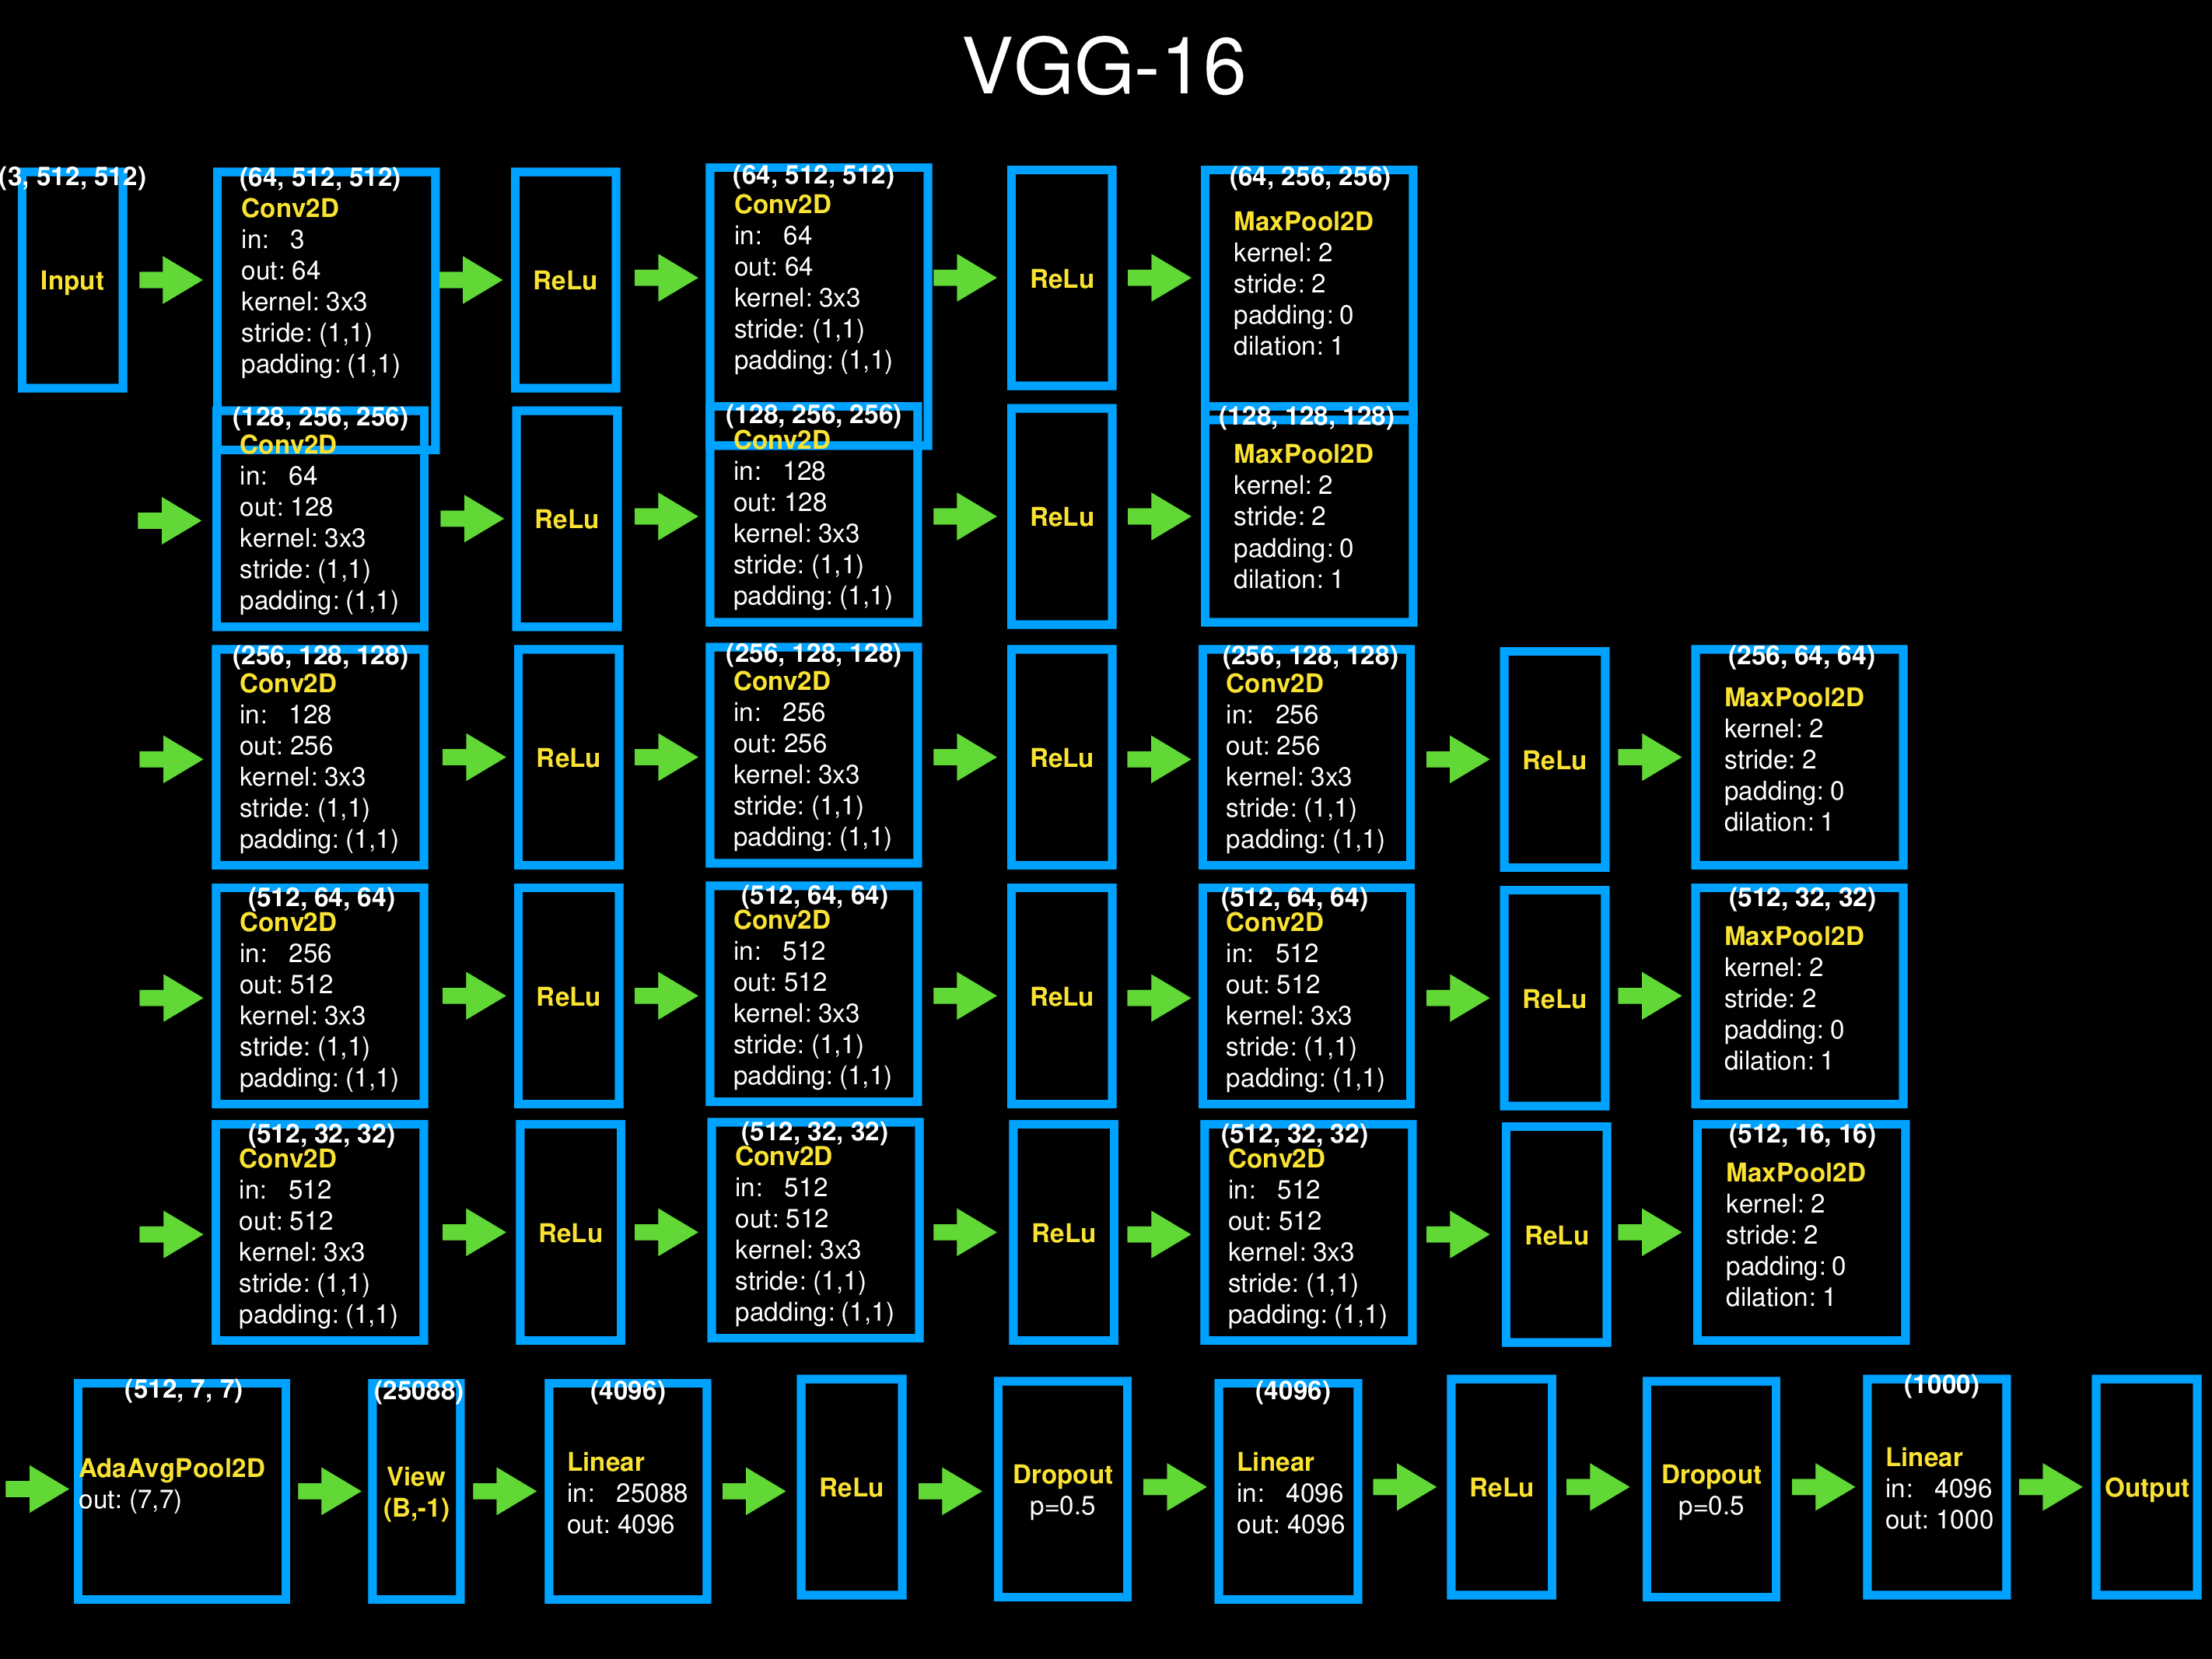 VGG-16
(3, 512, 512)
Input
(64, 512, 512)
Conv2D
in: 3
out: 64
kernel: 3x3
stride: (1,1)
padding: (1,1)
ReLu
(64, 512, 512)
Conv2D
in: 64
out: 64
kernel: 3x3
stride: (1,1)
padding: (1,1)
ReLu
(64, 256, 256)
MaxPool2D
kernel: 2
stride: 2
padding: 0
dilation: 1
(128, 256, 256)
Conv2D
in: 64
out: 128
kernel: 3x3
stride: (1,1)
padding: (1,1)
ReLu
(128, 256, 256)
Conv2D
in: 128
out: 128
kernel: 3x3
stride: (1,1)
padding: (1,1)
ReLu
(128, 128, 128)
MaxPool2D
kernel: 2
stride: 2
padding: 0
dilation: 1
(256, 128, 128)
Conv2D
in: 128
out: 256
kernel: 3x3
stride: (1,1)
padding: (1,1)
ReLu
(256, 128, 128)
Conv2D
in: 256
out: 256
kernel: 3x3
stride: (1,1)
padding: (1,1)
ReLu
(256, 128, 128)
Conv2D
in: 256
out: 256
kernel: 3x3
stride: (1,1)
padding: (1,1)
ReLu
(256, 64, 64)
MaxPool2D
kernel: 2
stride: 2
padding: 0
dilation: 1
(512, 64, 64)
Conv2D
in: 256
out: 512
kernel: 3x3
stride: (1,1)
padding: (1,1)
ReLu
(512, 64, 64)
Conv2D
in: 512
out: 512
kernel: 3x3
stride: (1,1)
padding: (1,1)
ReLu
(512, 64, 64)
Conv2D
in: 512
out: 512
kernel: 3x3
stride: (1,1)
padding: (1,1)
ReLu
(512, 32, 32)
MaxPool2D
kernel: 2
stride: 2
padding: 0
dilation: 1
(512, 32, 32)
Conv2D
in: 512
out: 512
kernel: 3x3
stride: (1,1)
padding: (1,1)
ReLu
(512, 32, 32)
Conv2D
in: 512
out: 512
kernel: 3x3
stride: (1,1)
padding: (1,1)
ReLu
(512, 32, 32)
Conv2D
in: 512
out: 512
kernel: 3x3
stride: (1,1)
padding: (1,1)
ReLu
(512, 16, 16)
MaxPool2D
kernel: 2
stride: 2
padding: 0
dilation: 1
(512, 7, 7)
AdaAvgPool2D
out: (7,7)
(25088)
View
(B,-1)
(4096)
Linear
in: 25088
out: 4096
ReLu
Dropout
p=0.5
(4096)
Linear
in: 4096
out: 4096
ReLu
Dropout
p=0.5
(1000)
Linear
in: 4096
out: 1000
Output